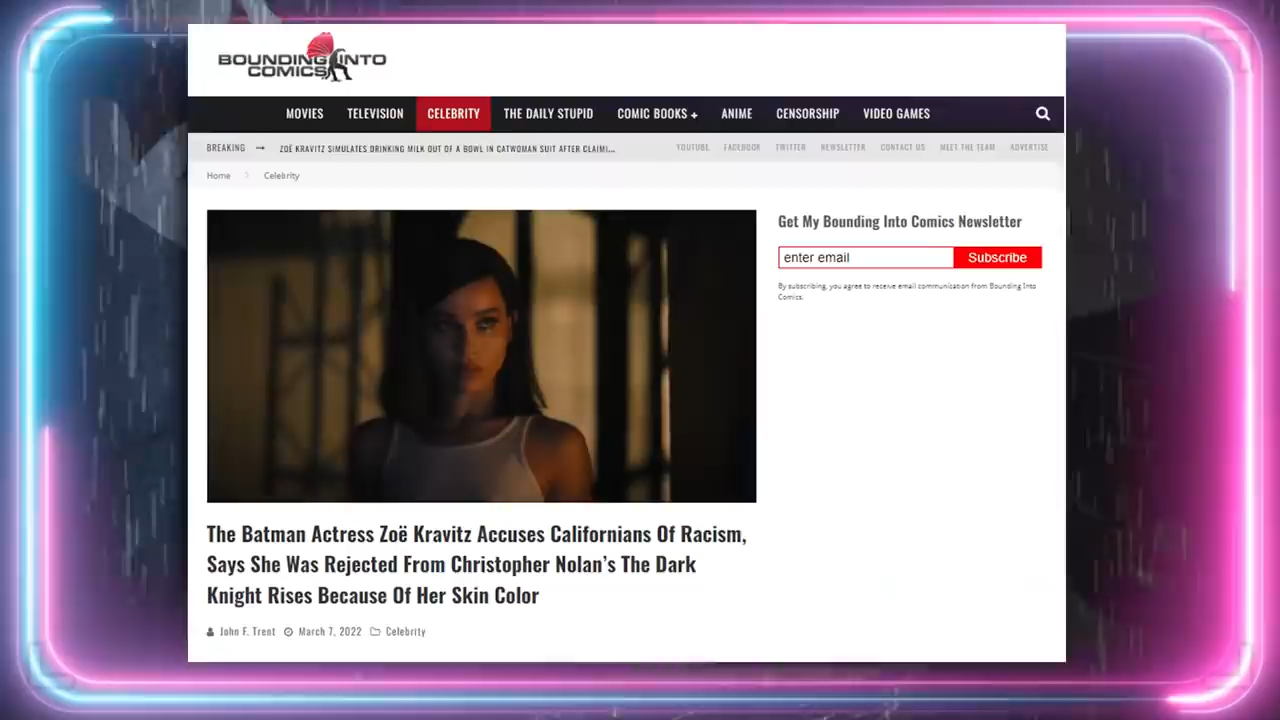 BOUNDING INTO
COMICS
MOVIES TELEVISION CELEBRITY THE DAILY STUPID COMIC BOOKS + ANIME CENSORSHIP VIDEO GAMES
BREAKING → ZOË KRAVITZ SIMULATES DRINKING MILK OUT OF A BOWL IN CATWOMAN SUIT AFTER CLAIMI... YOUTUBE FACEBOOK TWITTER NEWSLETTER CONTACT US MEET THE TEAM ADVERTISE
Home > Celebrity
Get My Bounding Into Comics Newsletter
enter email Subscribe
By subscribing, you agree to receive email communication from Bounding Into
Comics.
The Batman Actress Zoë Kravitz Accuses Californians Of Racism,
Says She Was Rejected From Christopher Nolan's The Dark
Knight Rises Because Of Her Skin Color
John F. Trent March 7, 2022 Celebrity